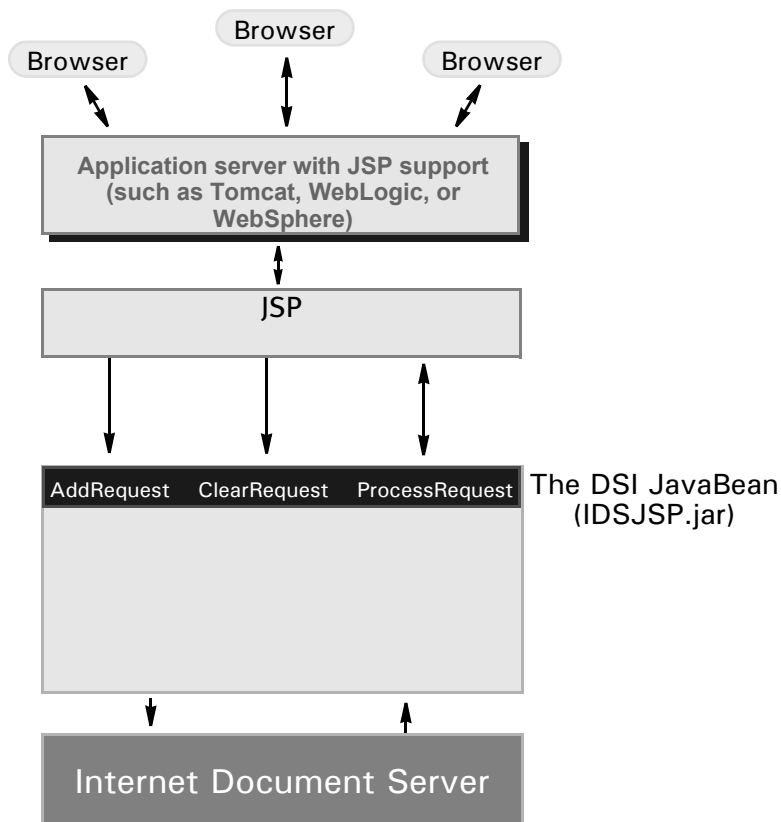 Browser
Browser
Browser
Application server with JSP support
(such as Tomcat, WebLogic, or
WebSphere)
JSP
AddRequest ClearRequest ProcessRequest
The DSI JavaBean
(IDSJSP.jar)
Internet Document Server